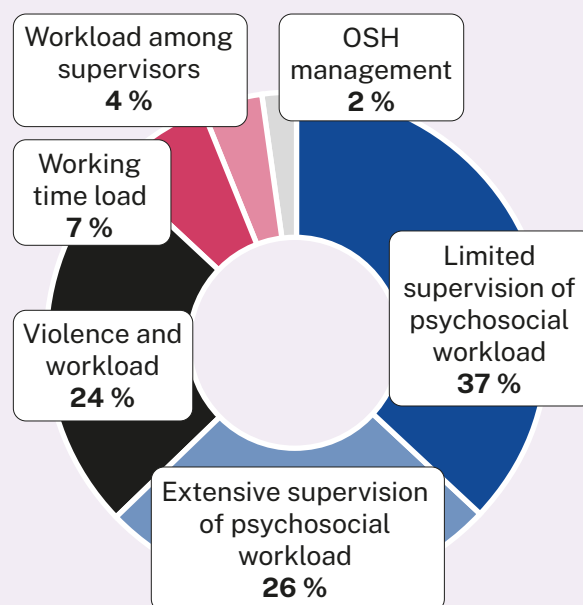 Workload among
supervisors
4 %
OSH
management
2 %
Working
time load
7 %
Limited
supervision of
psychosocial
workload
37 %
Violence and
workload
24 %
Extensive supervision
of psychosocial
workload
26 %